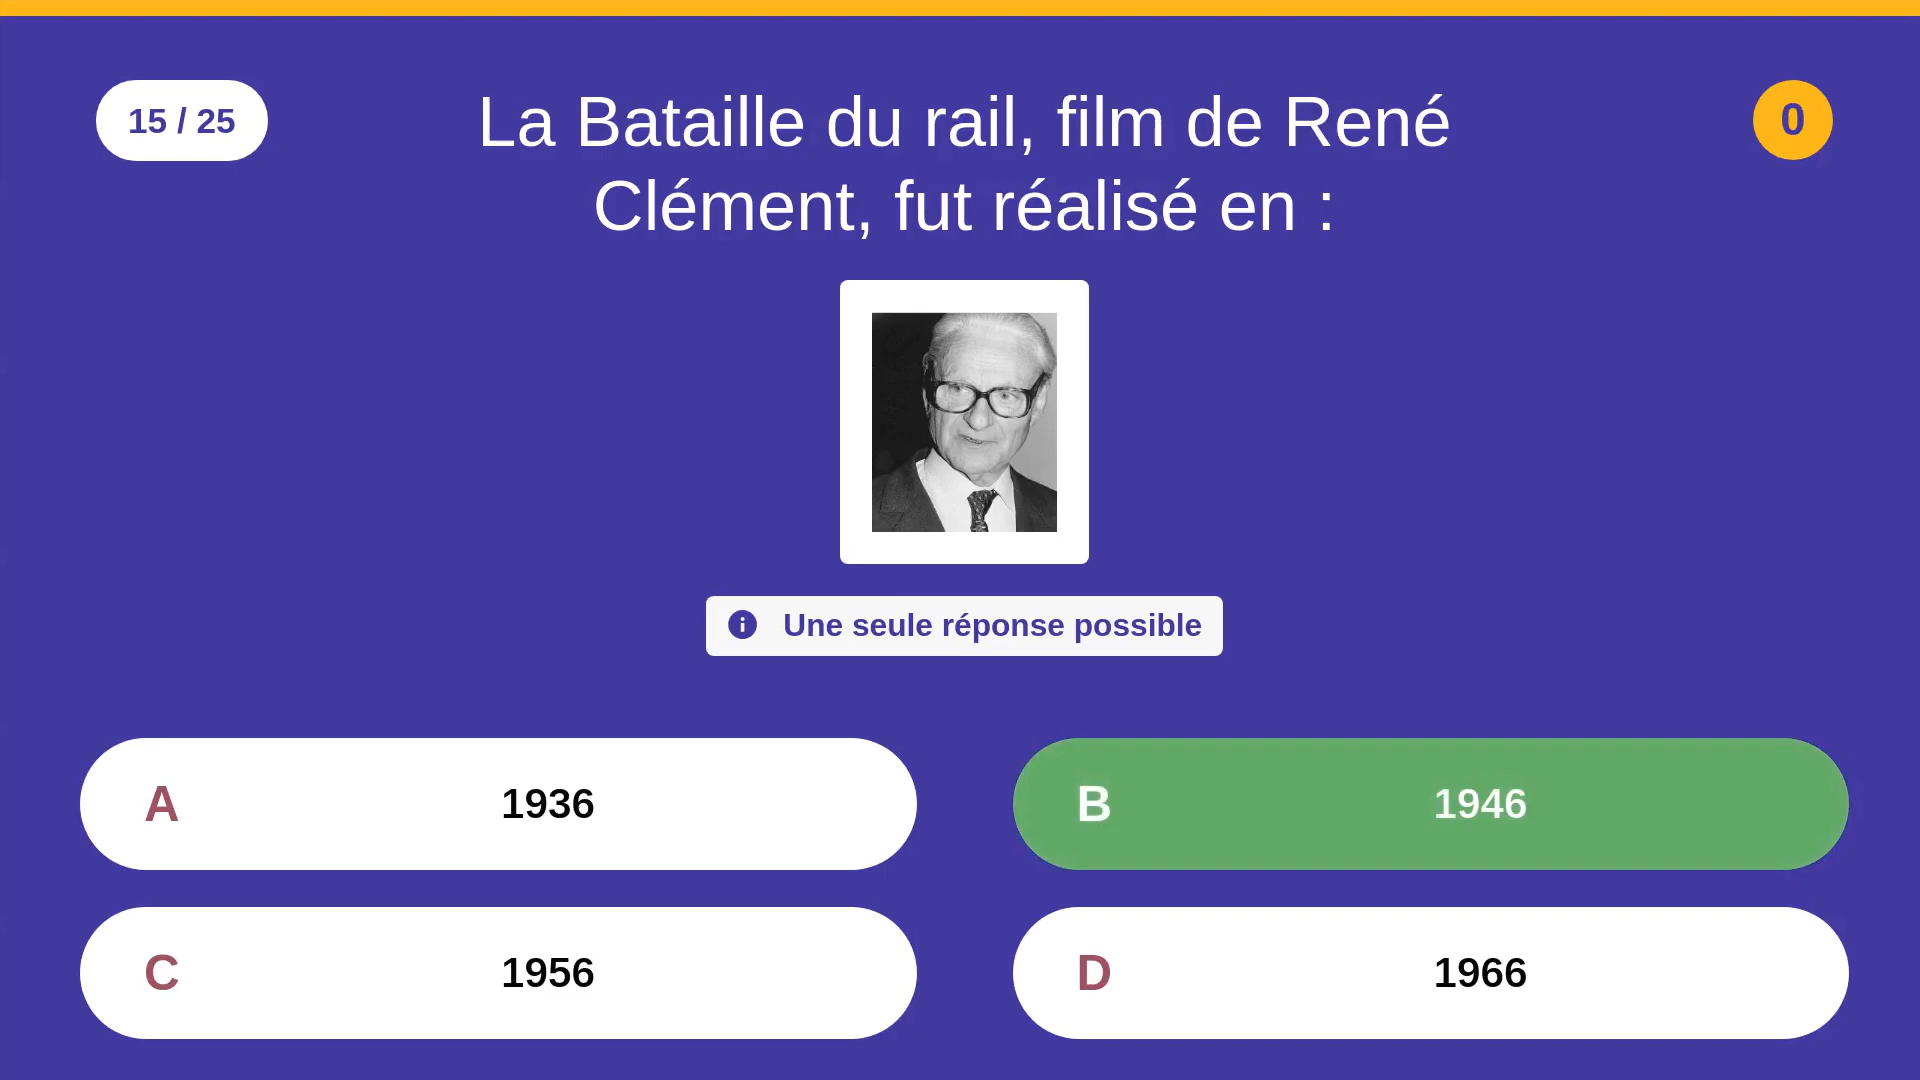 15 / 25
La Bataille du rail, film de René
Clément, fut réalisé en :
0
Une seule réponse possible
A 1936
B 1946
C 1956
D 1966